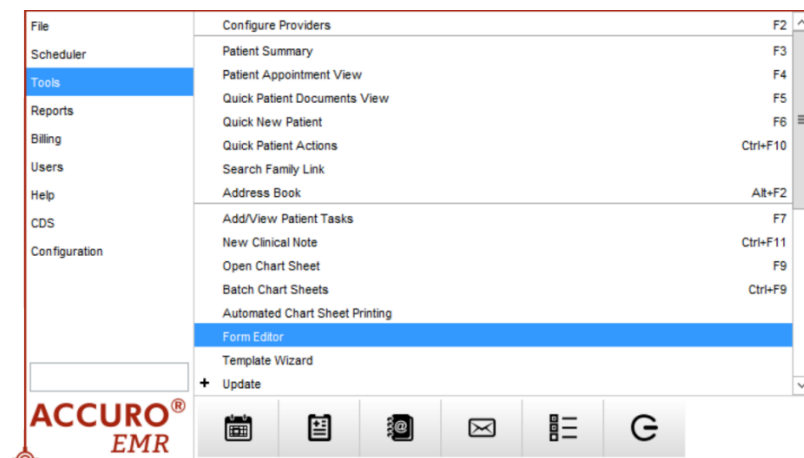 File
Scheduler
Tools
Reports
Billing
Users
Help
CDS
Configuration
Configure Providers F2
Patient Summary F3
Patient Appointment View F4
Quick Patient Documents View F5
Quick New Patient F6
Quick Patient Actions Ctrl+F10
Search Family Link
Address Book Alt+F2
Add/View Patient Tasks F7
New Clinical Note Ctrl+F11
Open Chart Sheet F9
Batch Chart Sheets Ctrl+F9
Automated Chart Sheet Printing
Form Editor
Template Wizard
+ Update
ACCURO®
EMR